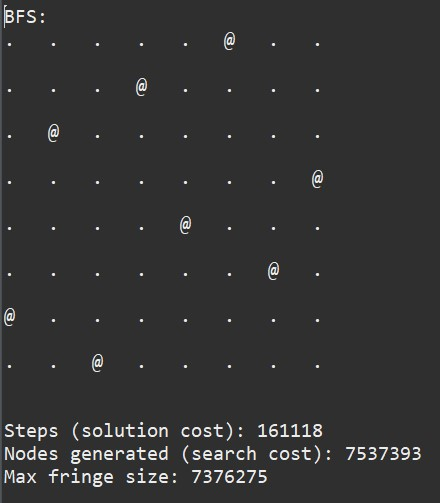 BFS:
. . . . . @ . .
. . . @ . . . .
. @ . . . . . .
. . . . . . . @
. . . . @ . . .
. . . . . . @ .
@ . . . . . . .
. . @ . . . . .
Steps (solution cost): 161118
Nodes generated (search cost): 7537393
Max fringe size: 7376275